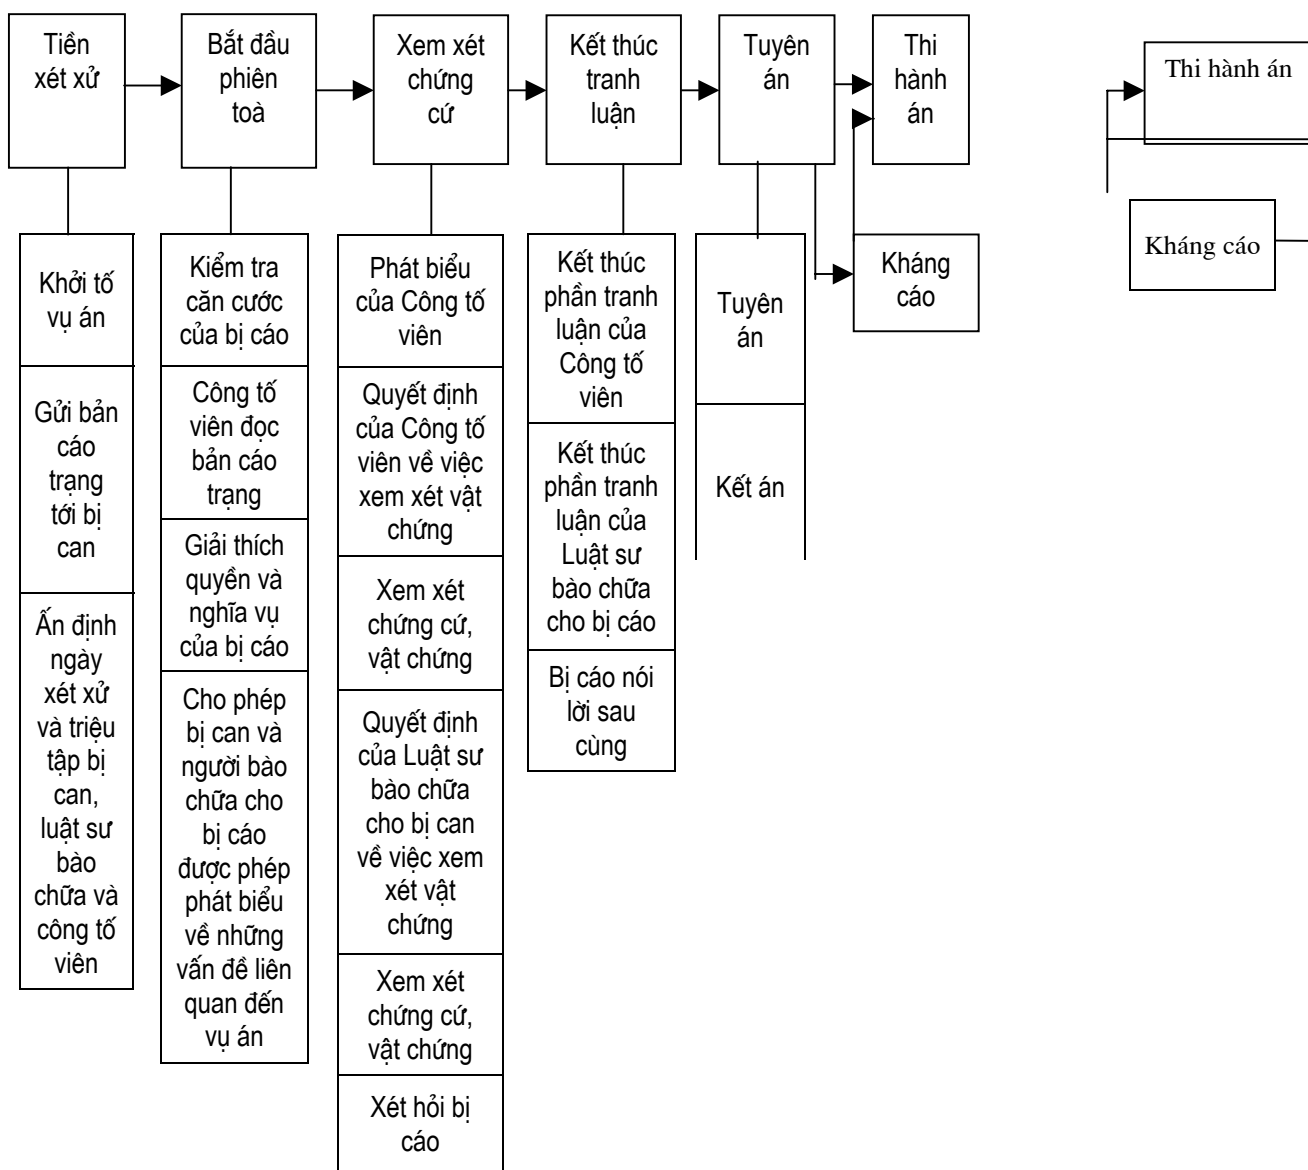 Tiền
xét xử
Bắt đầu
phiên
toà
Xem xét
chứng
cứ
Kết thúc
tranh
luận
Tuyên
án
Thi
hành
án
Thi hành án
Khởi tố
vụ án
Gửi bản
cáo
trạng
tới bị
can
Ấn định
ngày
xét xử
và triệu
tập bị
can,
luật sư
bào
chữa và
công tố
viên
Kiểm tra
căn cước
của bị cáo
Công tố
viên đọc
bản cáo
trạng
Giải thích
quyền và
nghĩa vụ
của bị cáo
Cho phép
bị can và
người bào
chữa cho
bị cáo
được phép
phát biểu
về những
vấn đề liên
quan đến
vụ án
Phát biểu
của Công tố
viên
Quyết định
của Công tố
viên về việc
xem xét vật
chứng
Xem xét
chứng cứ,
vật chứng
Quyết định
của Luật sư
bào chữa
cho bị can
về việc xem
xét vật
chứng
Xem xét
chứng cứ,
vật chứng
Xét hỏi bị
cáo
Kết thúc
phần tranh
luận của
Công tố
viên
Kết thúc
phần tranh
luận của
Luật sư
bào chữa
cho bị cáo
Bị cáo nói
lời sau
cùng
Tuyên
án
Kết án
Kháng
cáo
Kháng cáo